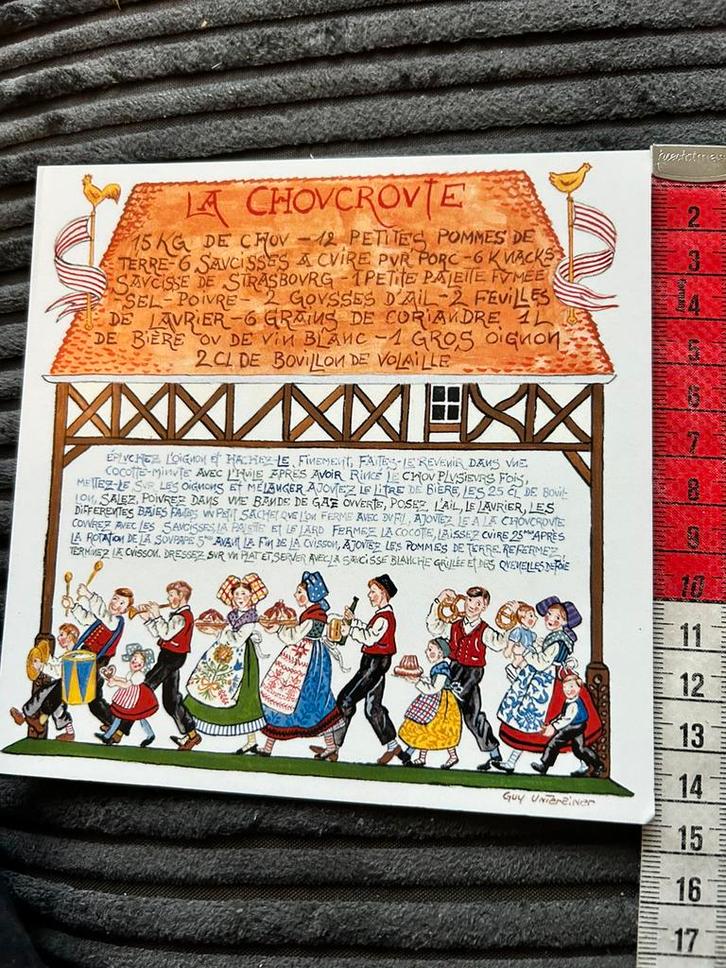 LA CHOUCROUTE
15 KG DE CHOU - 12 PETITES POMMES DE
TERRE - 6 SAUCISSES A CUIRE PUR PORC - 6 KNACKS
SAUCISSE DE STRASBOURG - 1 PETITE PALETTE FUMÉE
SEL - POIVRE - 2 GOUSSES D'AIL - 2 FEUILLES
DE LAURIER - 6 GRAINS DE CORIANDRE 1L
DE BIÈRE OU DE VIN BLANC - 1 GROS OIGNON
2 CL DE BOUILLON DE VOLAILLE
ÉPLUCHEZ L'OIGNON ET HACHEZ-LE, FINEMENT, FAITES-LE REVENIR DANS UNE
COCOTTE-MINUTE AVEC L'HUILE APRÈS AVOIR RINCÉ LE CHOU PLUSIEURS FOIS,
METTEZ-LE SUR LES OIGNONS ET MÉLANGER AJOUTEZ LE LITRE DE BIÈRE, LES 25 CL DE BOUIL-
LON, SALEZ, POIVREZ DANS UNE BANDE DE GAZ OUVERTE, POSEZ L'AIL, LE LAURIER, LES
DIFFÉRENTES BAIES FAITES UN PETIT SACHET QUE L'ON FERME AVEC DU FIL, AJOUTEZ LE A LA CHOUCROUTE
COUVREZ AVEC LES SAUCISSES LA PALETTE ET LE LARD FERMEZ LA COCOTTE, LAISSEZ CUIRE 25 MN APRÈS
LA ROTATION DE LA SOUPAPE 5 MN AVANT LA FIN DE LA CUISSON, AJOUTEZ LES POMMES DE TERRE. REFERMEZ,
TERMINEZ LA CUISSON. DRESSEZ SUR UN PLAT ET SERVER AVEC LA SAUCISSE BLANCHE GRILLÉE ET DES QUENELLES DE FOIE
GUY UNTEREINER
2
3
4
5
6
7
8
9
10
11
12
13
14
15
16
17